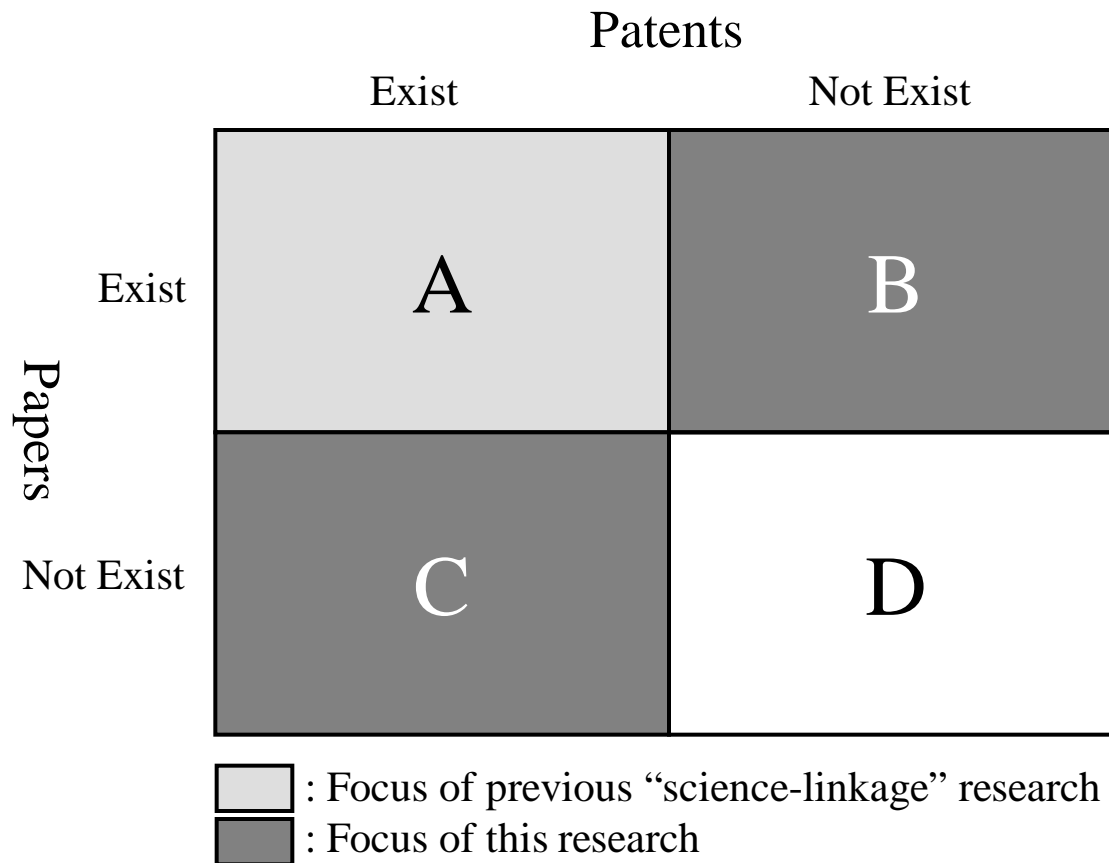 Patents
Exist Not Exist
Exist
A B
Papers
Not Exist
C D
: Focus of previous “science-linkage” research
: Focus of this research